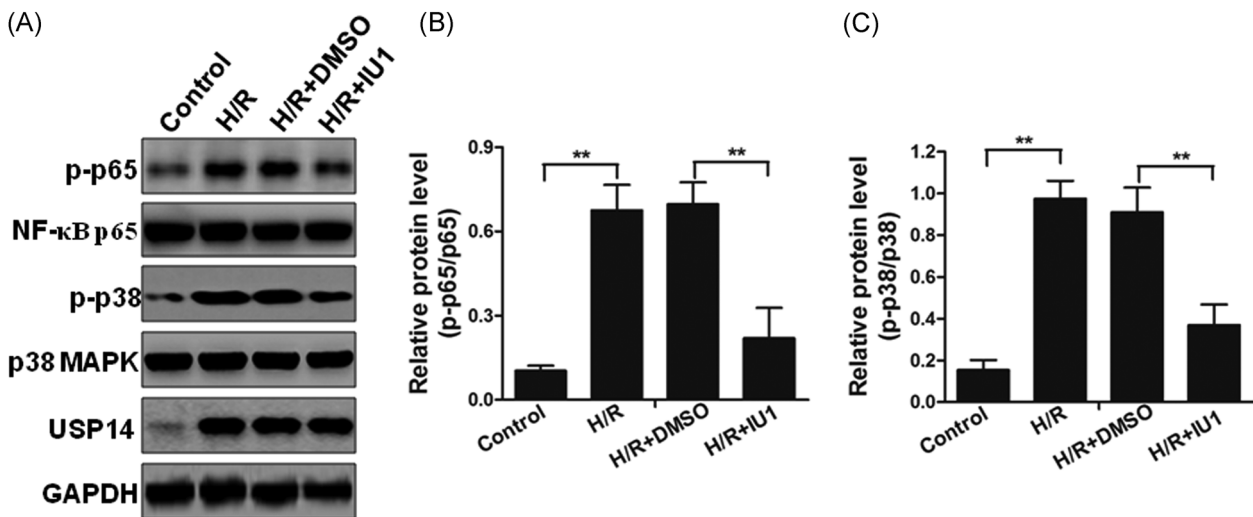 (A)
Control
H/R
H/R+DMSO
H/R+IU1
p-p65
NF-κB p65
p-p38
p38 MAPK
USP14
GAPDH
(B)
Relative protein level
(p-p65/p65)
0.9
0.6
0.3
0.0
**
**
Control
H/R
H/R+DMSO
H/R+IU1
(C)
Relative protein level
(p-p38/p38)
1.2
1.0
0.8
0.6
0.4
0.2
0.0
**
**
Control
H/R
H/R+DMSO
H/R+IU1